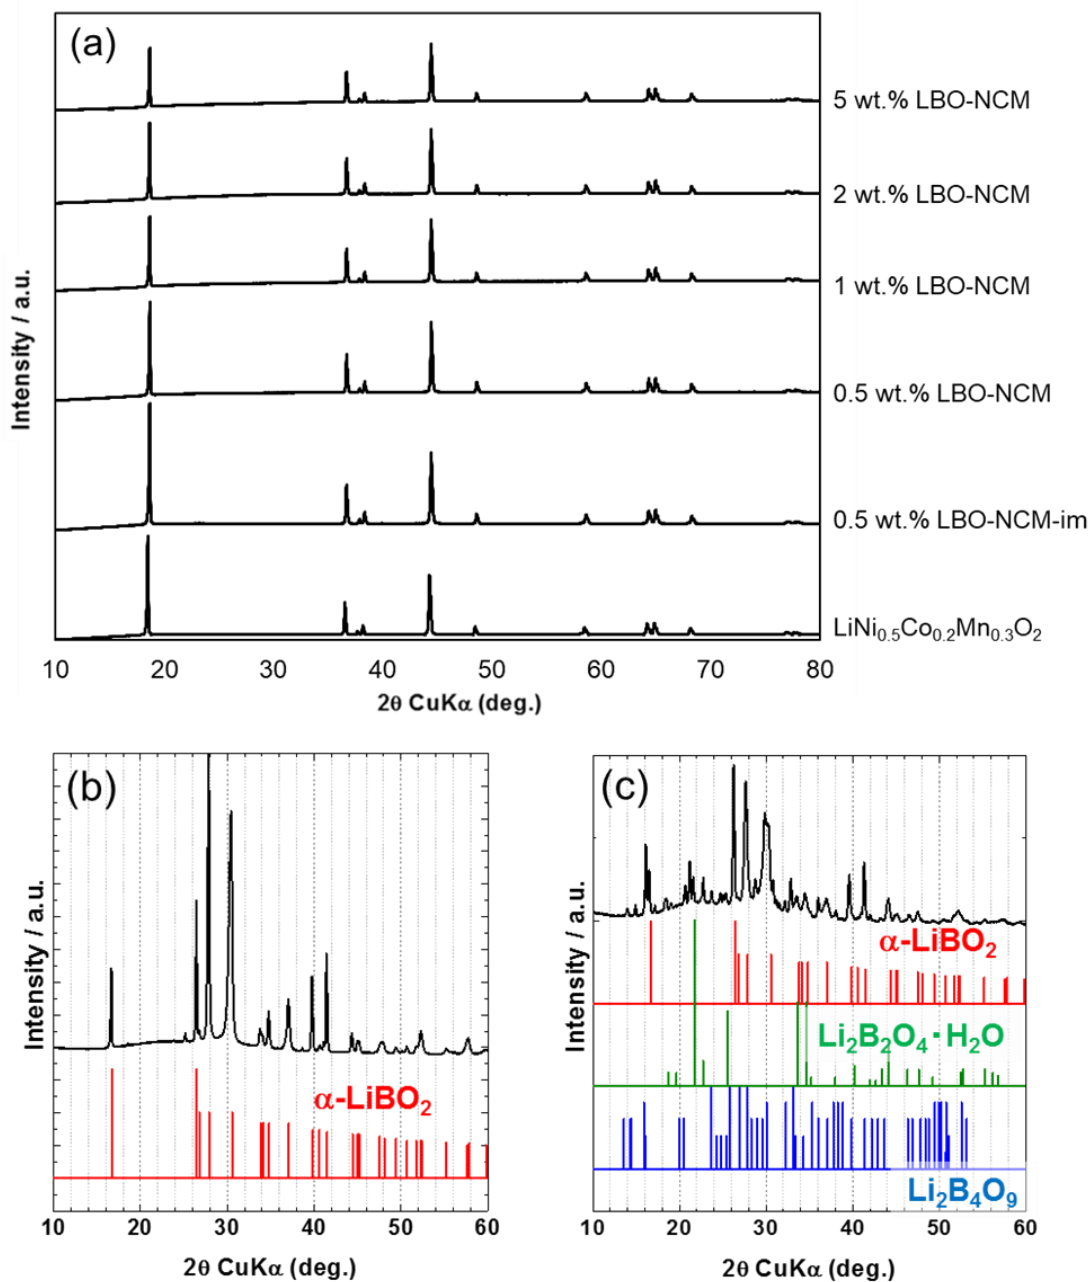 (a)
5 wt.% LBO-NCM
2 wt.% LBO-NCM
1 wt.% LBO-NCM
0.5 wt.% LBO-NCM
0.5 wt.% LBO-NCM-im
LiNi0.5Co0.2Mn0.3O2
Intensity / a.u.
10 20 30 40 50 60 70 80
2θ CuKα (deg.)
(b)
Intensity / a.u.
α-LiBO2
10 20 30 40 50 60
2θ CuKα (deg.)
(c)
Intensity / a.u.
α-LiBO2
Li2B2O4·H2O
Li2B4O9
10 20 30 40 50 60
2θ CuKα (deg.)